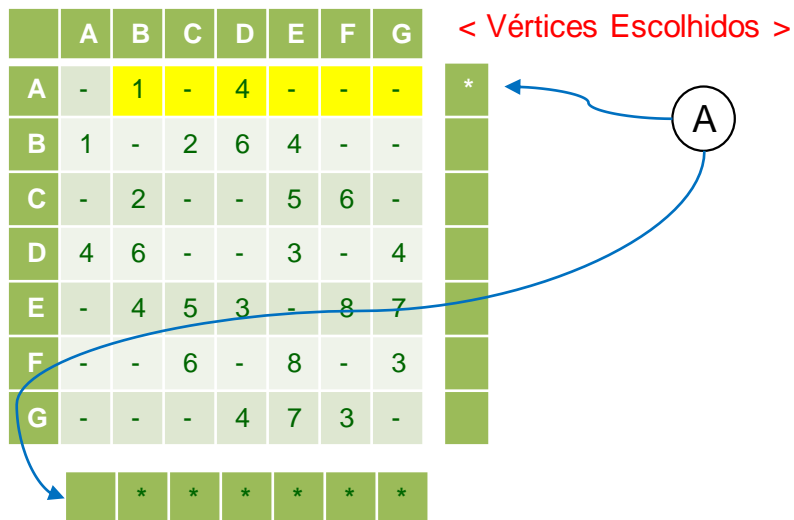 A B C D E F G < Vértices Escolhidos >
A - 1 - 4 - - - *
A
B 1 - 2 6 4 - -
C - 2 - - 5 6 -
D 4 6 - - 3 - 4
E - 4 5 3 - 8 7
F - - 6 - 8 - 3
G - - - 4 7 3 -
* * * * * *